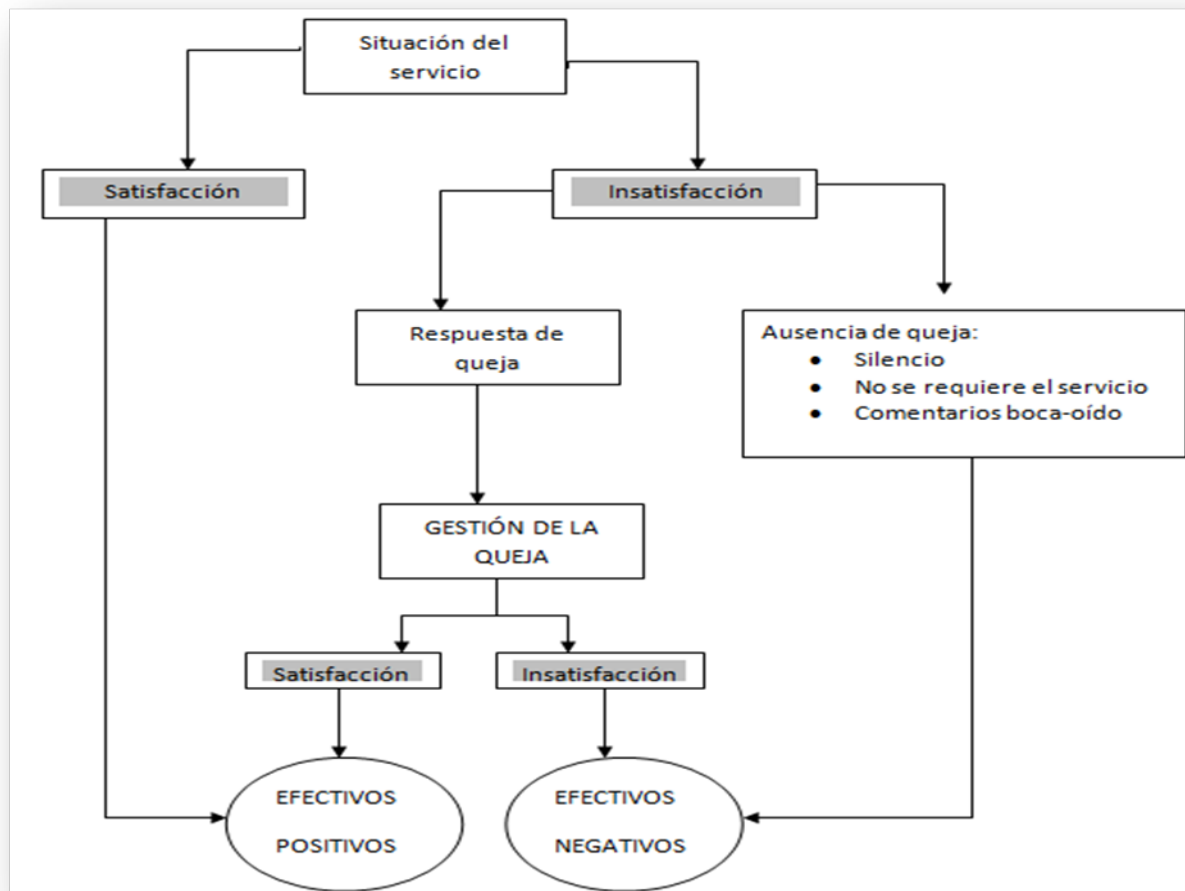 Situación del
servicio
Satisfacción
Insatisfacción
Respuesta de
queja
Ausencia de queja:
• Silencio
• No se requiere el servicio
• Comentarios boca-oído
GESTIÓN DE LA
QUEJA
Satisfacción
Insatisfacción
EFECTIVOS
POSITIVOS
EFECTIVOS
NEGATIVOS